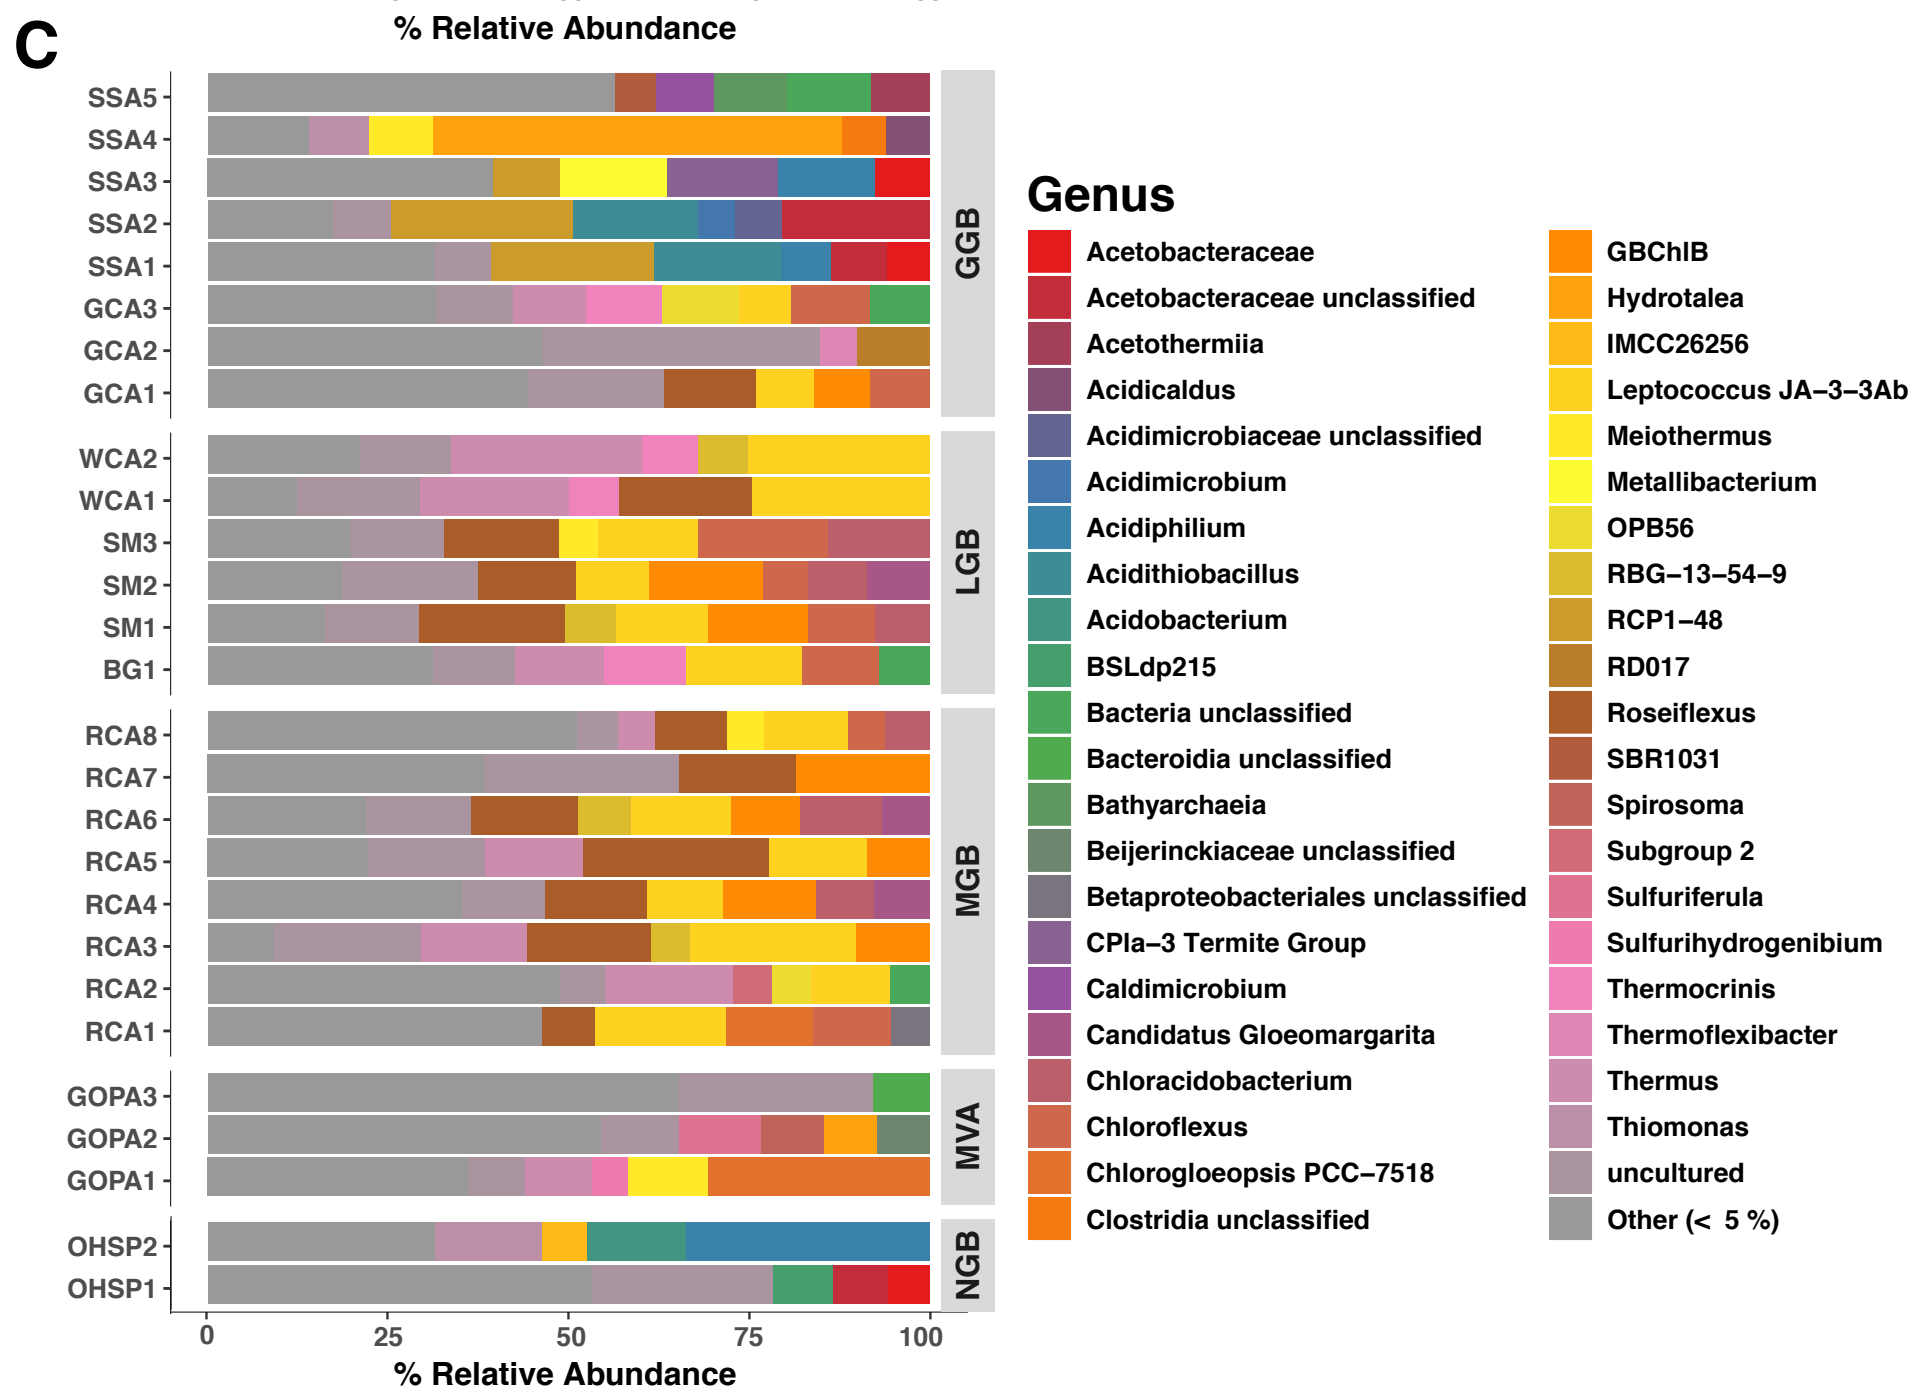 C
% Relative Abundance
SSA5
SSA4
SSA3
SSA2
SSA1
GCA3
GCA2
GCA1
GGB
WCA2
WCA1
SM3
SM2
SM1
BG1
LGB
RCA8
RCA7
RCA6
RCA5
RCA4
RCA3
RCA2
RCA1
MGB
GOPA3
GOPA2
GOPA1
MVA
OHSP2
OHSP1
NGB
0 25 50 75 100
% Relative Abundance
Genus
Acetobacteraceae
Acetobacteraceae unclassified
Acetothermiia
Acidicaldus
Acidimicrobiaceae unclassified
Acidimicrobium
Acidiphilium
Acidithiobacillus
Acidobacterium
BSLdp215
Bacteria unclassified
Bacteroidia unclassified
Bathyarchaeia
Beijerinckiaceae unclassified
Betaproteobacteriales unclassified
CPla−3 Termite Group
Caldimicrobium
Candidatus Gloeomargarita
Chloracidobacterium
Chloroflexus
Chlorogloeopsis PCC−7518
Clostridia unclassified
GBChlB
Hydrotalea
IMCC26256
Leptococcus JA−3−3Ab
Meiothermus
Metallibacterium
OPB56
RBG−13−54−9
RCP1−48
RD017
Roseiflexus
SBR1031
Spirosoma
Subgroup 2
Sulfuriferula
Sulfurihydrogenibium
Thermocrinis
Thermoflexibacter
Thermus
Thiomonas
uncultured
Other (< 5 %)